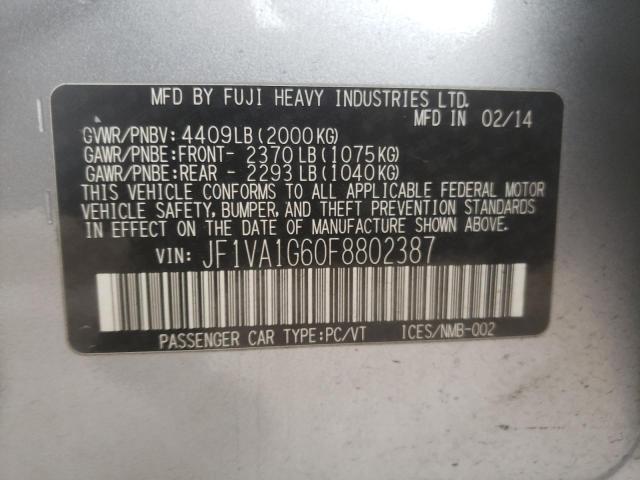 MFD BY FUJI HEAVY INDUSTRIES LTD.
MFD IN 02/14
GVWR/PNBV: 4409LB(2000KG)
GAWR/PNBE:FRONT- 2370LB(1075KG)
GAWR/PNBE:REAR - 2293LB(1040KG)
THIS VEHICLE CONFORMS TO ALL APPLICABLE FEDERAL MOTOR
VEHICLE SAFETY, BUMPER, AND THEFT PREVENTION STANDARDS
IN EFFECT ON THE DATE OF MANUFACTURE SHOWN ABOVE.
VIN: JF1VA1G60F8802387
PASSENGER CAR TYPE:PC/VT ICES/NMB-002